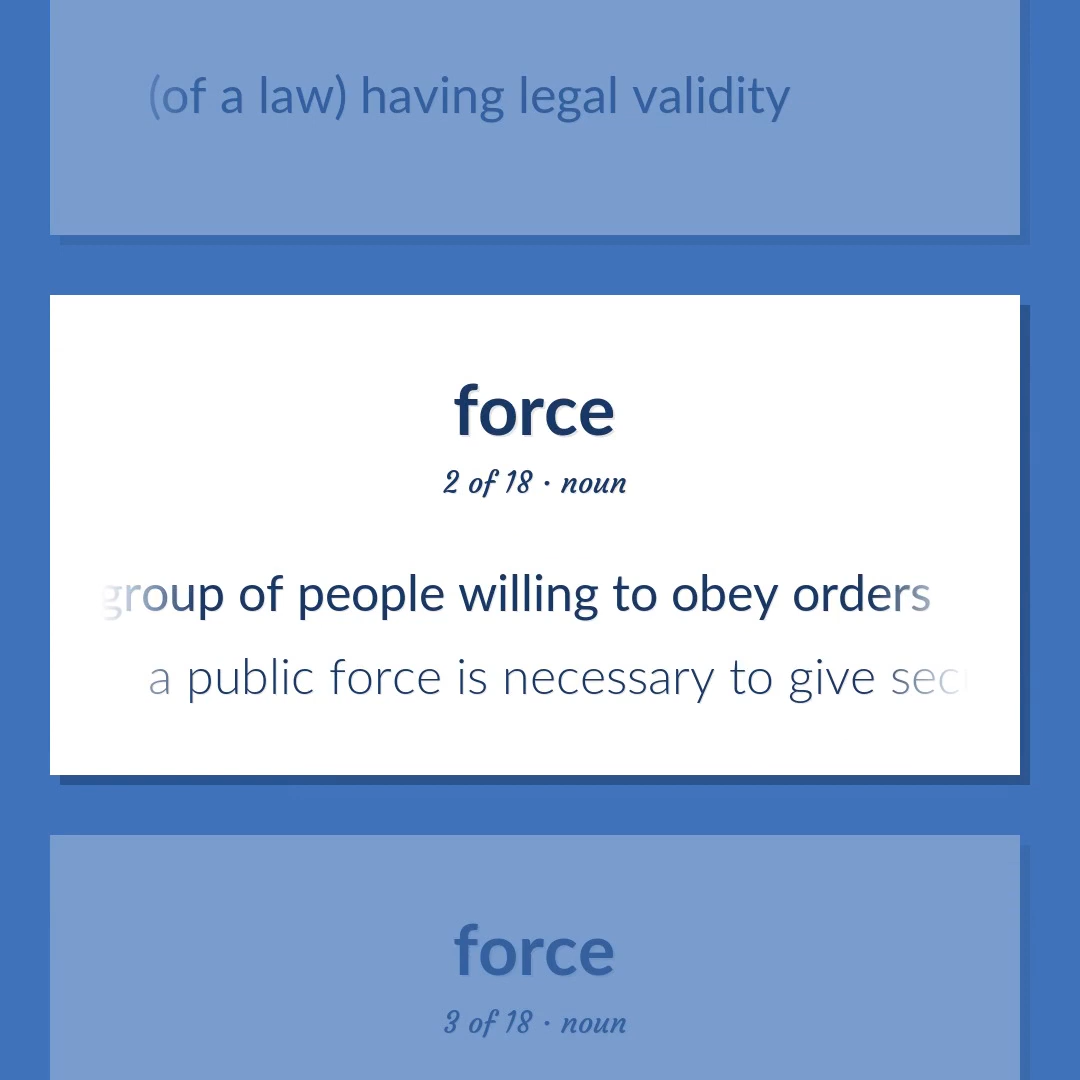 (of a law) having legal validity
force
2 of 18 · noun
group of people willing to obey orders
a public force is necessary to give
force
3 of 18 · noun